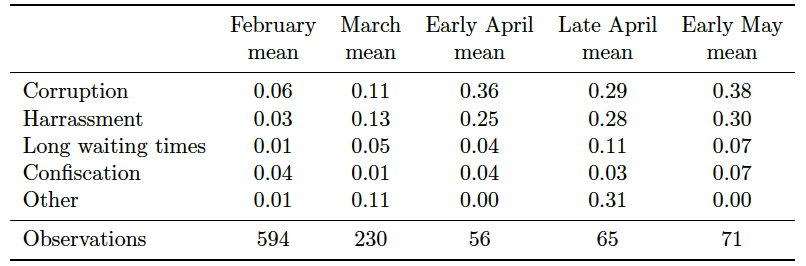 February March Early April Late April Early May
mean mean mean mean mean
Corruption 0.06 0.11 0.36 0.29 0.38
Harrassment 0.03 0.13 0.25 0.28 0.30
Long waiting times 0.01 0.05 0.04 0.11 0.07
Confiscation 0.04 0.01 0.04 0.03 0.07
Other 0.01 0.11 0.00 0.31 0.00
Observations 594 230 56 65 71